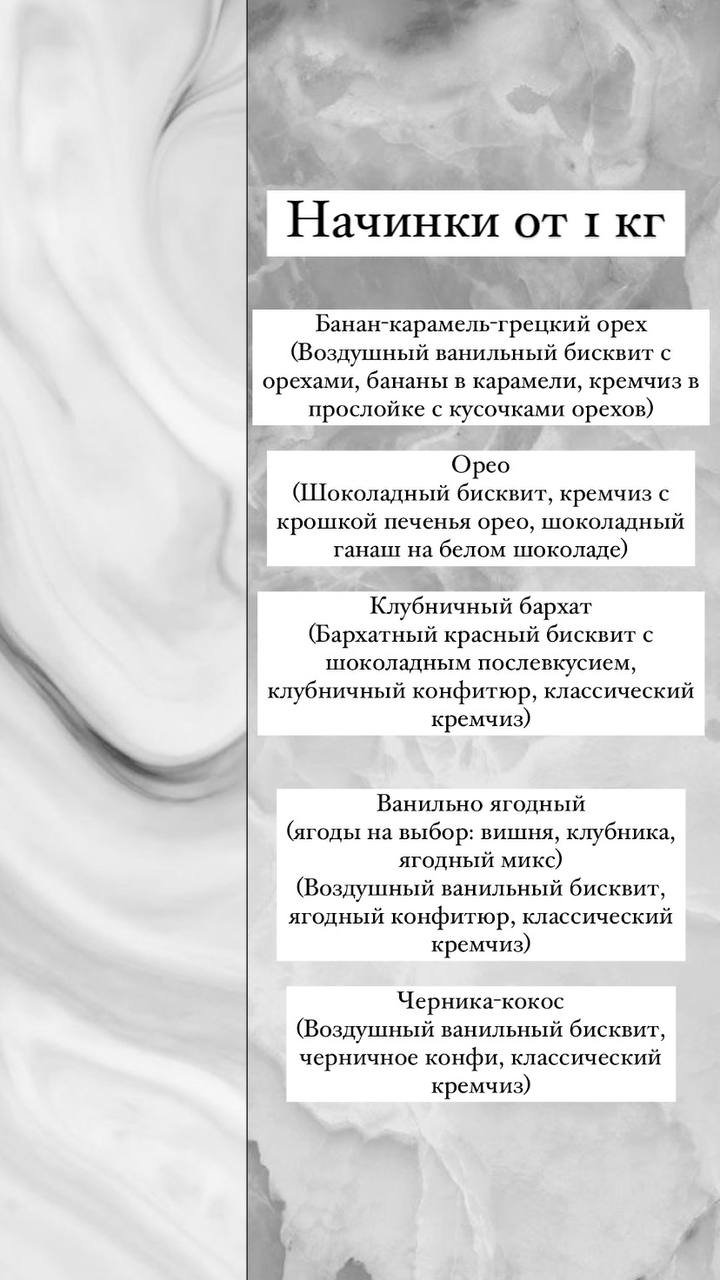 Начинки от 1 кг
Банан-карамель-грецкий орех
(Воздушный ванильный бисквит с
орехами, бананы в карамели, кремчиз в
прослойке с кусочками орехов)
Орео
(Шоколадный бисквит, кремчиз с
крошкой печенья орео, шоколадный
ганаш на белом шоколаде)
Клубничный бархат
(Бархатный красный бисквит с
шоколадным послевкусием,
клубничный конфитюр, классический
кремчиз)
Ванильно ягодный
(ягоды на выбор: вишня, клубника,
ягодный микс)
(Воздушный ванильный бисквит,
ягодный конфитюр, классический
кремчиз)
Черника-кокос
(Воздушный ванильный бисквит,
черничное конфи, классический
кремчиз)